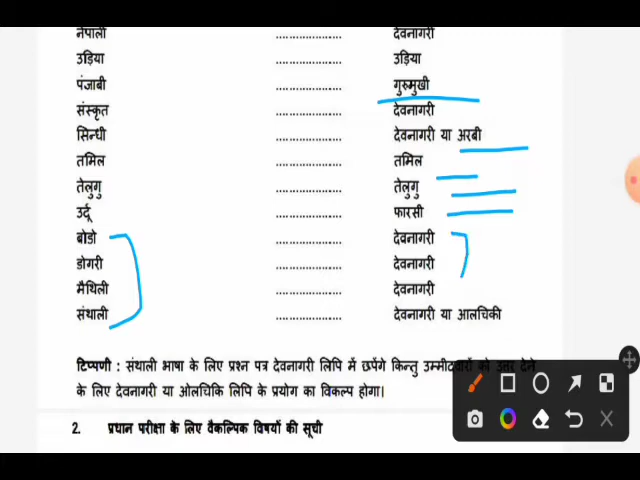 नेपाली .................... देवनागरी
उड़िया .................... उड़िया
पंजाबी .................... गुरुमुखी
संस्कृत .................... देवनागरी
सिन्धी .................... देवनागरी या अरबी
तमिल .................... तमिल
तेलुगु .................... तेलुगु
उर्दू .................... फारसी
बोडो .................... देवनागरी
डोगरी .................... देवनागरी
मैथिली .................... देवनागरी
संथाली .................... देवनागरी या आलचिकी
टिप्पणी : संथाली भाषा के लिए प्रश्न पत्र देवनागरी लिपि में छपेंगे किन्तु उम्मीदवारों को उत्तर देने
के लिए देवनागरी या ओलचिकि लिपि के प्रयोग का विकल्प होगा।
2. प्रधान परीक्षा के लिए वैकल्पिक विषयों की सूची